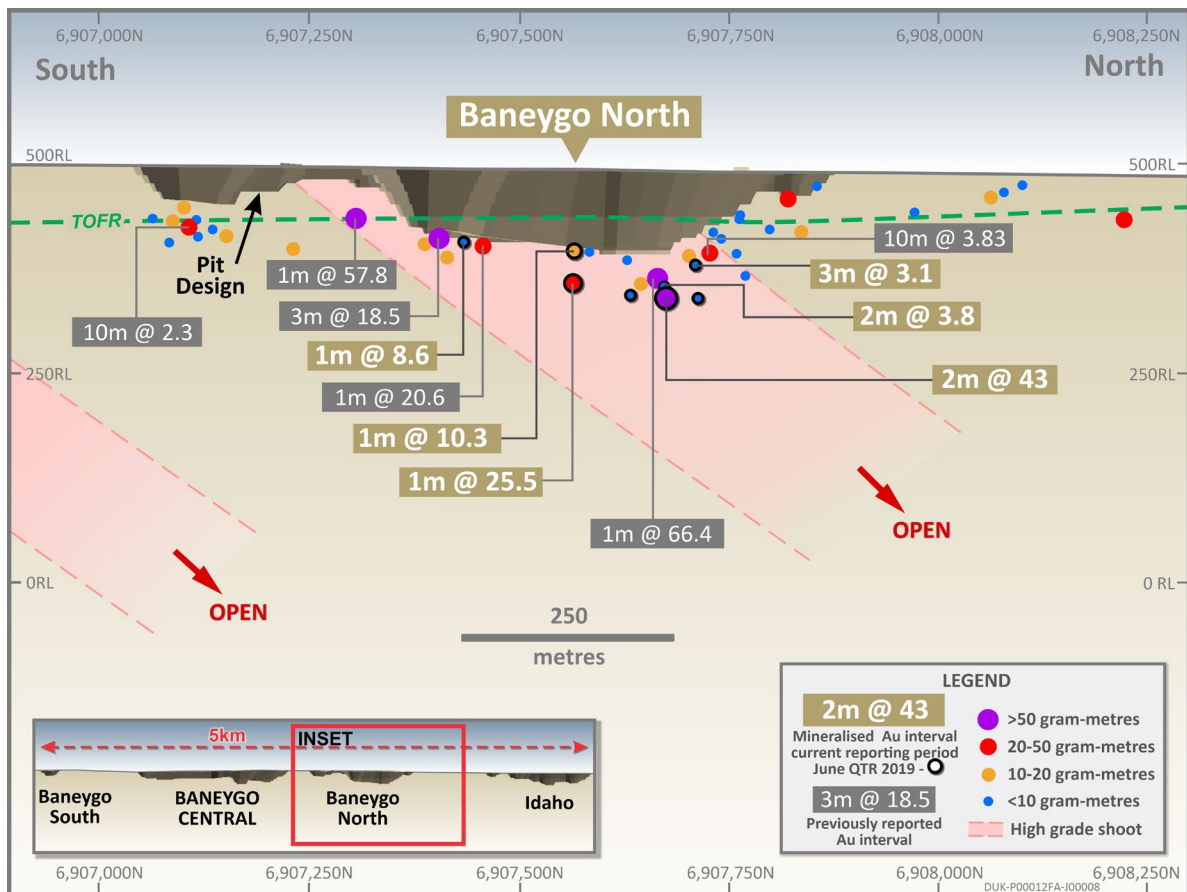 6,907,000N 6,907,250N 6,907,500N 6,907,750N 6,908,000N 6,908,250N
South
North
Baneygo North
500RL
500RL
TOFR
Pit
Design
10m @ 2.3
1m @ 57.8
3m @ 18.5
1m @ 8.6
1m @ 20.6
1m @ 10.3
1m @ 25.5
1m @ 66.4
10m @ 3.83
3m @ 3.1
2m @ 3.8
2m @ 43
250RL
250RL
OPEN
OPEN
0RL
0 RL
250
metres
5km
INSET
Baneygo
South
BANEYGO
CENTRAL
Baneygo
North
Idaho
LEGEND
2m @ 43
Mineralised Au interval
current reporting period
June QTR 2019 -
3m @ 18.5
Previously reported
Au interval
>50 gram-metres
20-50 gram-metres
10-20 gram-metres
<10 gram-metres
High grade shoot
6,907,000N 6,907,250N 6,907,500N 6,907,750N 6,908,000N 6,908,250N
DUK-P00012FA-J00008